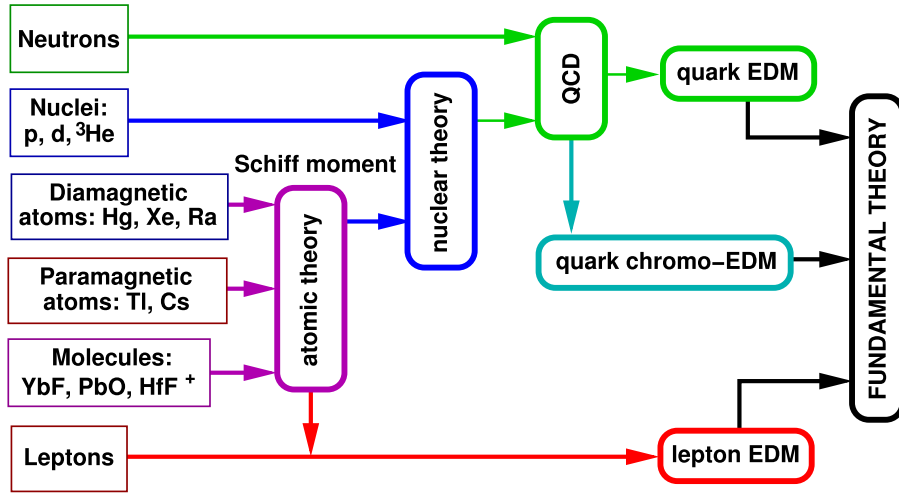 Neutrons
Nuclei:
p, d, ³He
Diamagnetic
atoms: Hg, Xe, Ra
Paramagnetic
atoms: Tl, Cs
Molecules:
YbF, PbO, HfF⁺
Leptons
Schiff moment
atomic theory
nuclear theory
QCD
quark EDM
quark chromo−EDM
lepton EDM
FUNDAMENTAL THEORY